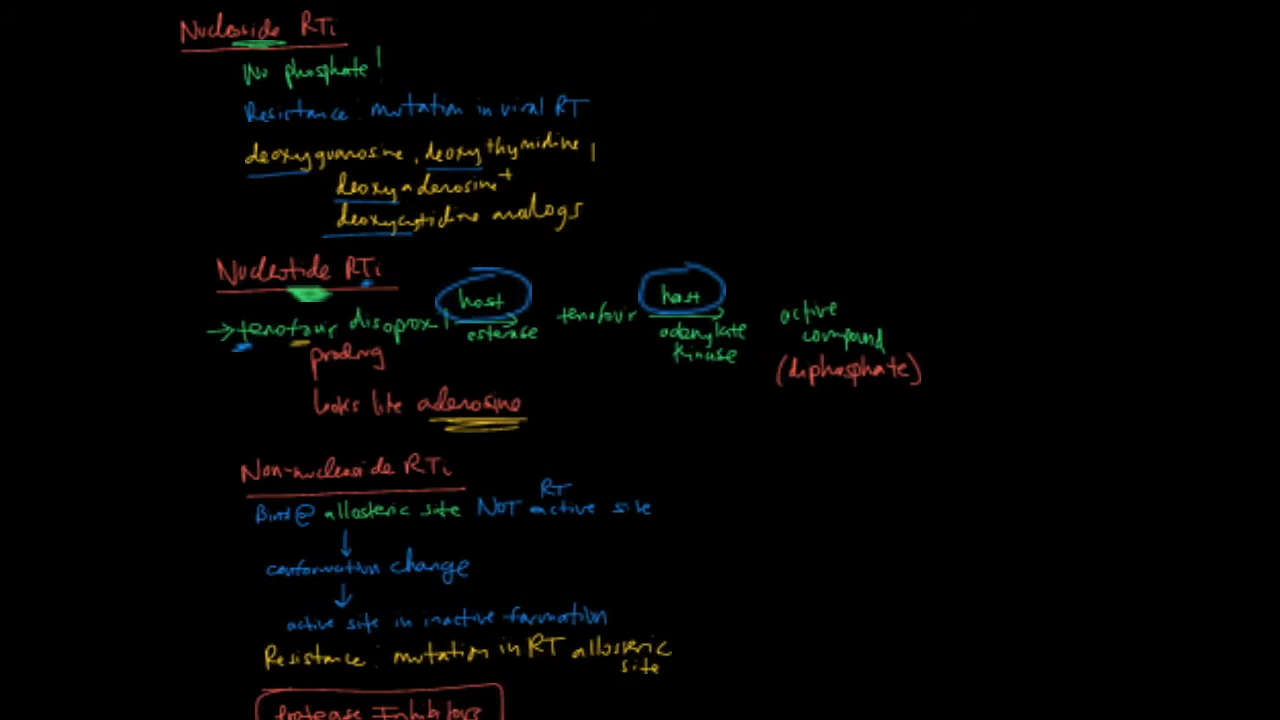 Nucleoside RTi
No phosphate!
Resistance: mutation in viral RT
deoxyguanosine, deoxythymidine,
deoxyadenosine +
deoxycytidine analogs
Nucleotide RTi
→ tenofovir disoproxil host esterase tenofovir host adenylate kinase active compound
prodrug (diphosphate)
looks like adenosine
Non-nucleoside RTi
Bind @ allosteric site NOT RT active site
↓
conformation change
↓
active site in inactive formation
Resistance: mutation in RT allosteric
site
Protease Inhibitors